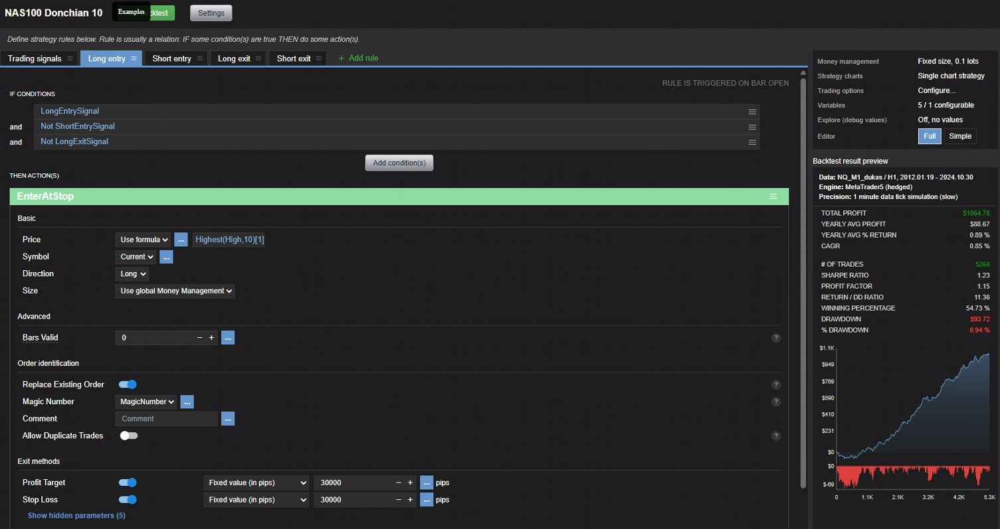 NAS100 Donchian 10 Examples cktest Settings
Define strategy rules below. Rule is usually a relation: IF some condition(s) are true THEN do some action(s).
Trading signals Long entry Short entry Long exit Short exit + Add rule
RULE IS TRIGGERED ON BAR OPEN
IF CONDITIONS
LongEntrySignal
and Not ShortEntrySignal
and Not LongExitSignal
Add condition(s)
THEN ACTION(S)
EnterAtStop
Basic
Price Use formula ... Highest(High,10)[1]
Symbol Current ...
Direction Long
Size Use global Money Management
Advanced
Bars Valid 0 − + ... ?
Order identification
Replace Existing Order ?
Magic Number MagicNumber ... ?
Comment Comment ...
Allow Duplicate Trades ?
Exit methods
Profit Target Fixed value (in pips) 30000 − + ... pips
Stop Loss Fixed value (in pips) 30000 − + ... pips
Show hidden parameters (5)
Money management Fixed size, 0.1 lots
Strategy charts Single chart strategy
Trading options Configure...
Variables 5 / 1 configurable
Explore (debug values) Off, no values
Editor Full Simple
Backtest result preview
Data: NQ_M1_dukas / H1, 2012.01.19 - 2024.10.30
Engine: MetaTrader5 (hedged)
Precision: 1 minute data tick simulation (slow)
TOTAL PROFIT $1064.78
YEARLY AVG PROFIT $88.67
YEARLY AVG % RETURN 0.89 %
CAGR 0.85 %
# OF TRADES 5264
SHARPE RATIO 1.23
PROFIT FACTOR 1.15
RETURN / DD RATIO 11.36
WINNING PERCENTAGE 54.73 %
DRAWDOWN $93.72
% DRAWDOWN 0.94 %
$1.1K
$949
$769
$590
$410
$231
$0
$0
$-69
0 1.1K 2.1K 3.2K 4.2K 5.3K